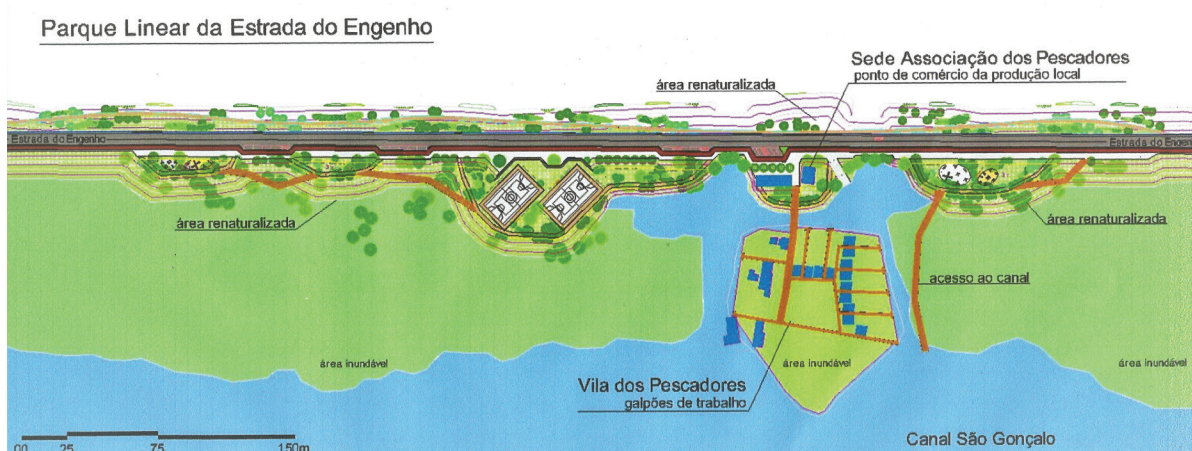 Parque Linear da Estrada do Engenho
Sede Associação dos Pescadores
ponto de comércio da produção local
área renaturalizada
Estrada do Engenho
Estrada do Engen
área renaturalizada
área renaturalizada
acesso ao canal
área inundável
área inundável
área inundável
Vila dos Pescadores
galpões de trabalho
Canal São Gonçalo
00 25 75 150m